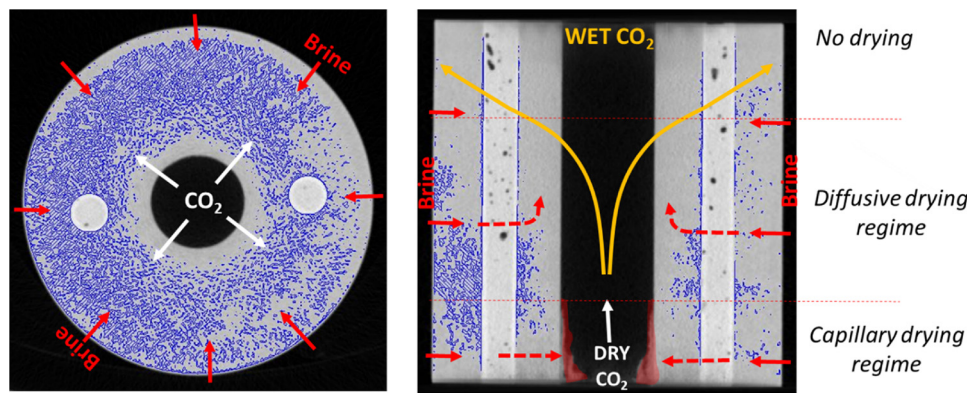 Brine
CO2
Brine
WET CO2
Brine
Brine
DRY
CO2
No drying
Diffusive drying
regime
Capillary drying
regime